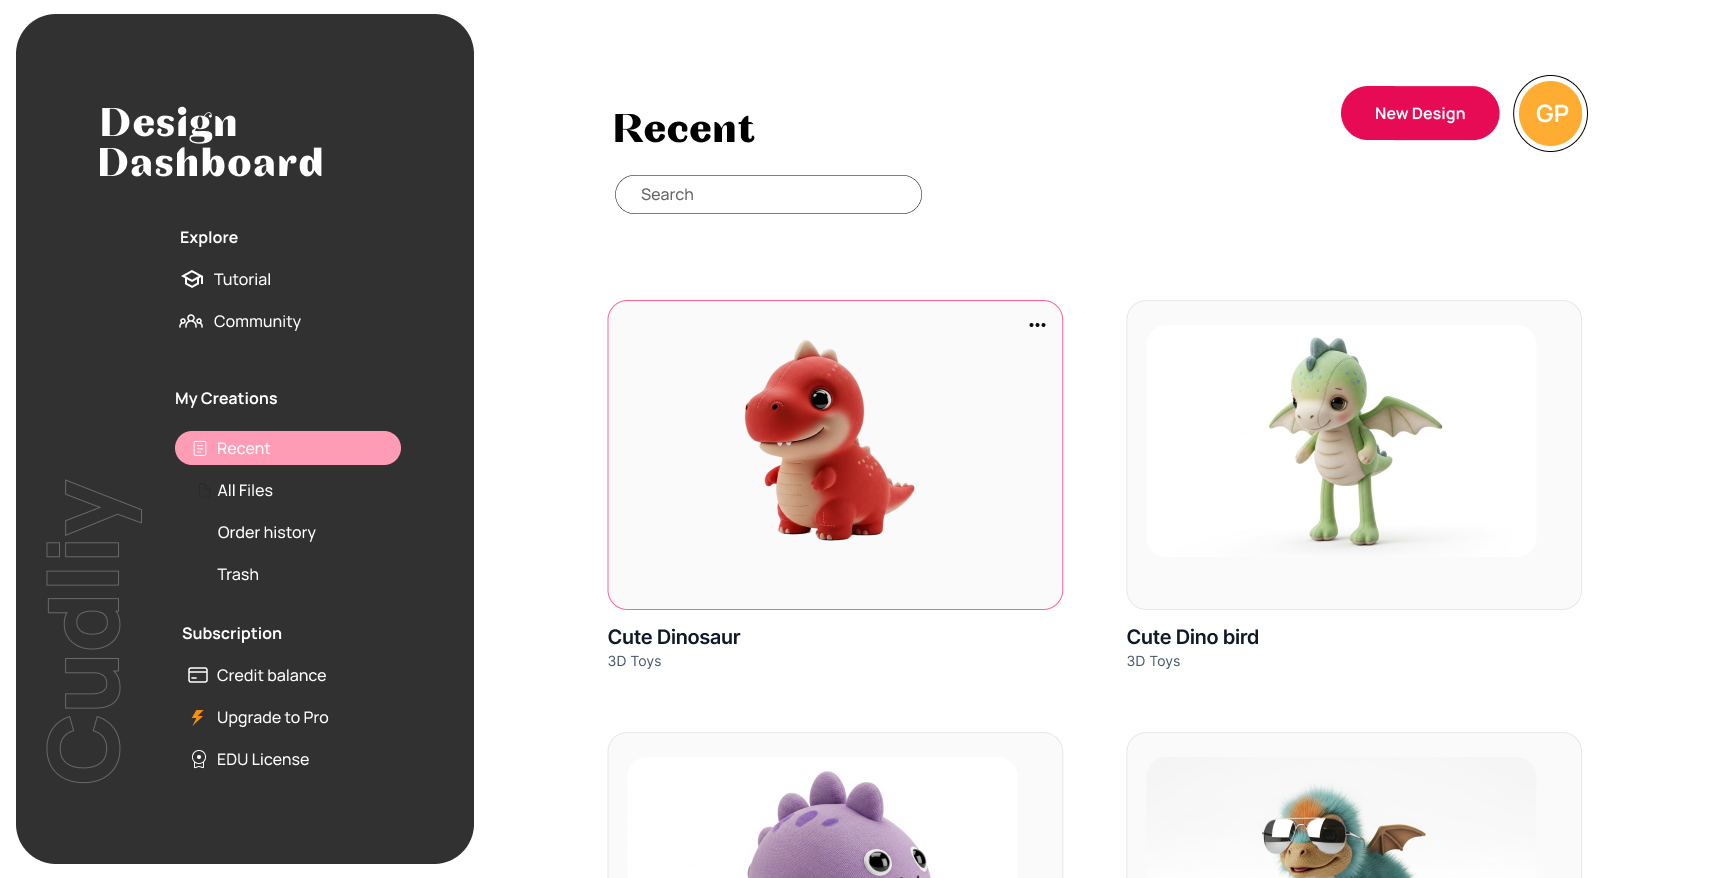 Design
Dashboard
Explore
Tutorial
Community
My Creations
Recent
All Files
Order history
Trash
Subscription
Credit balance
Upgrade to Pro
EDU License
Cudliy
Recent
Search
New Design
GP
Cute Dinosaur
3D Toys
Cute Dino bird
3D Toys